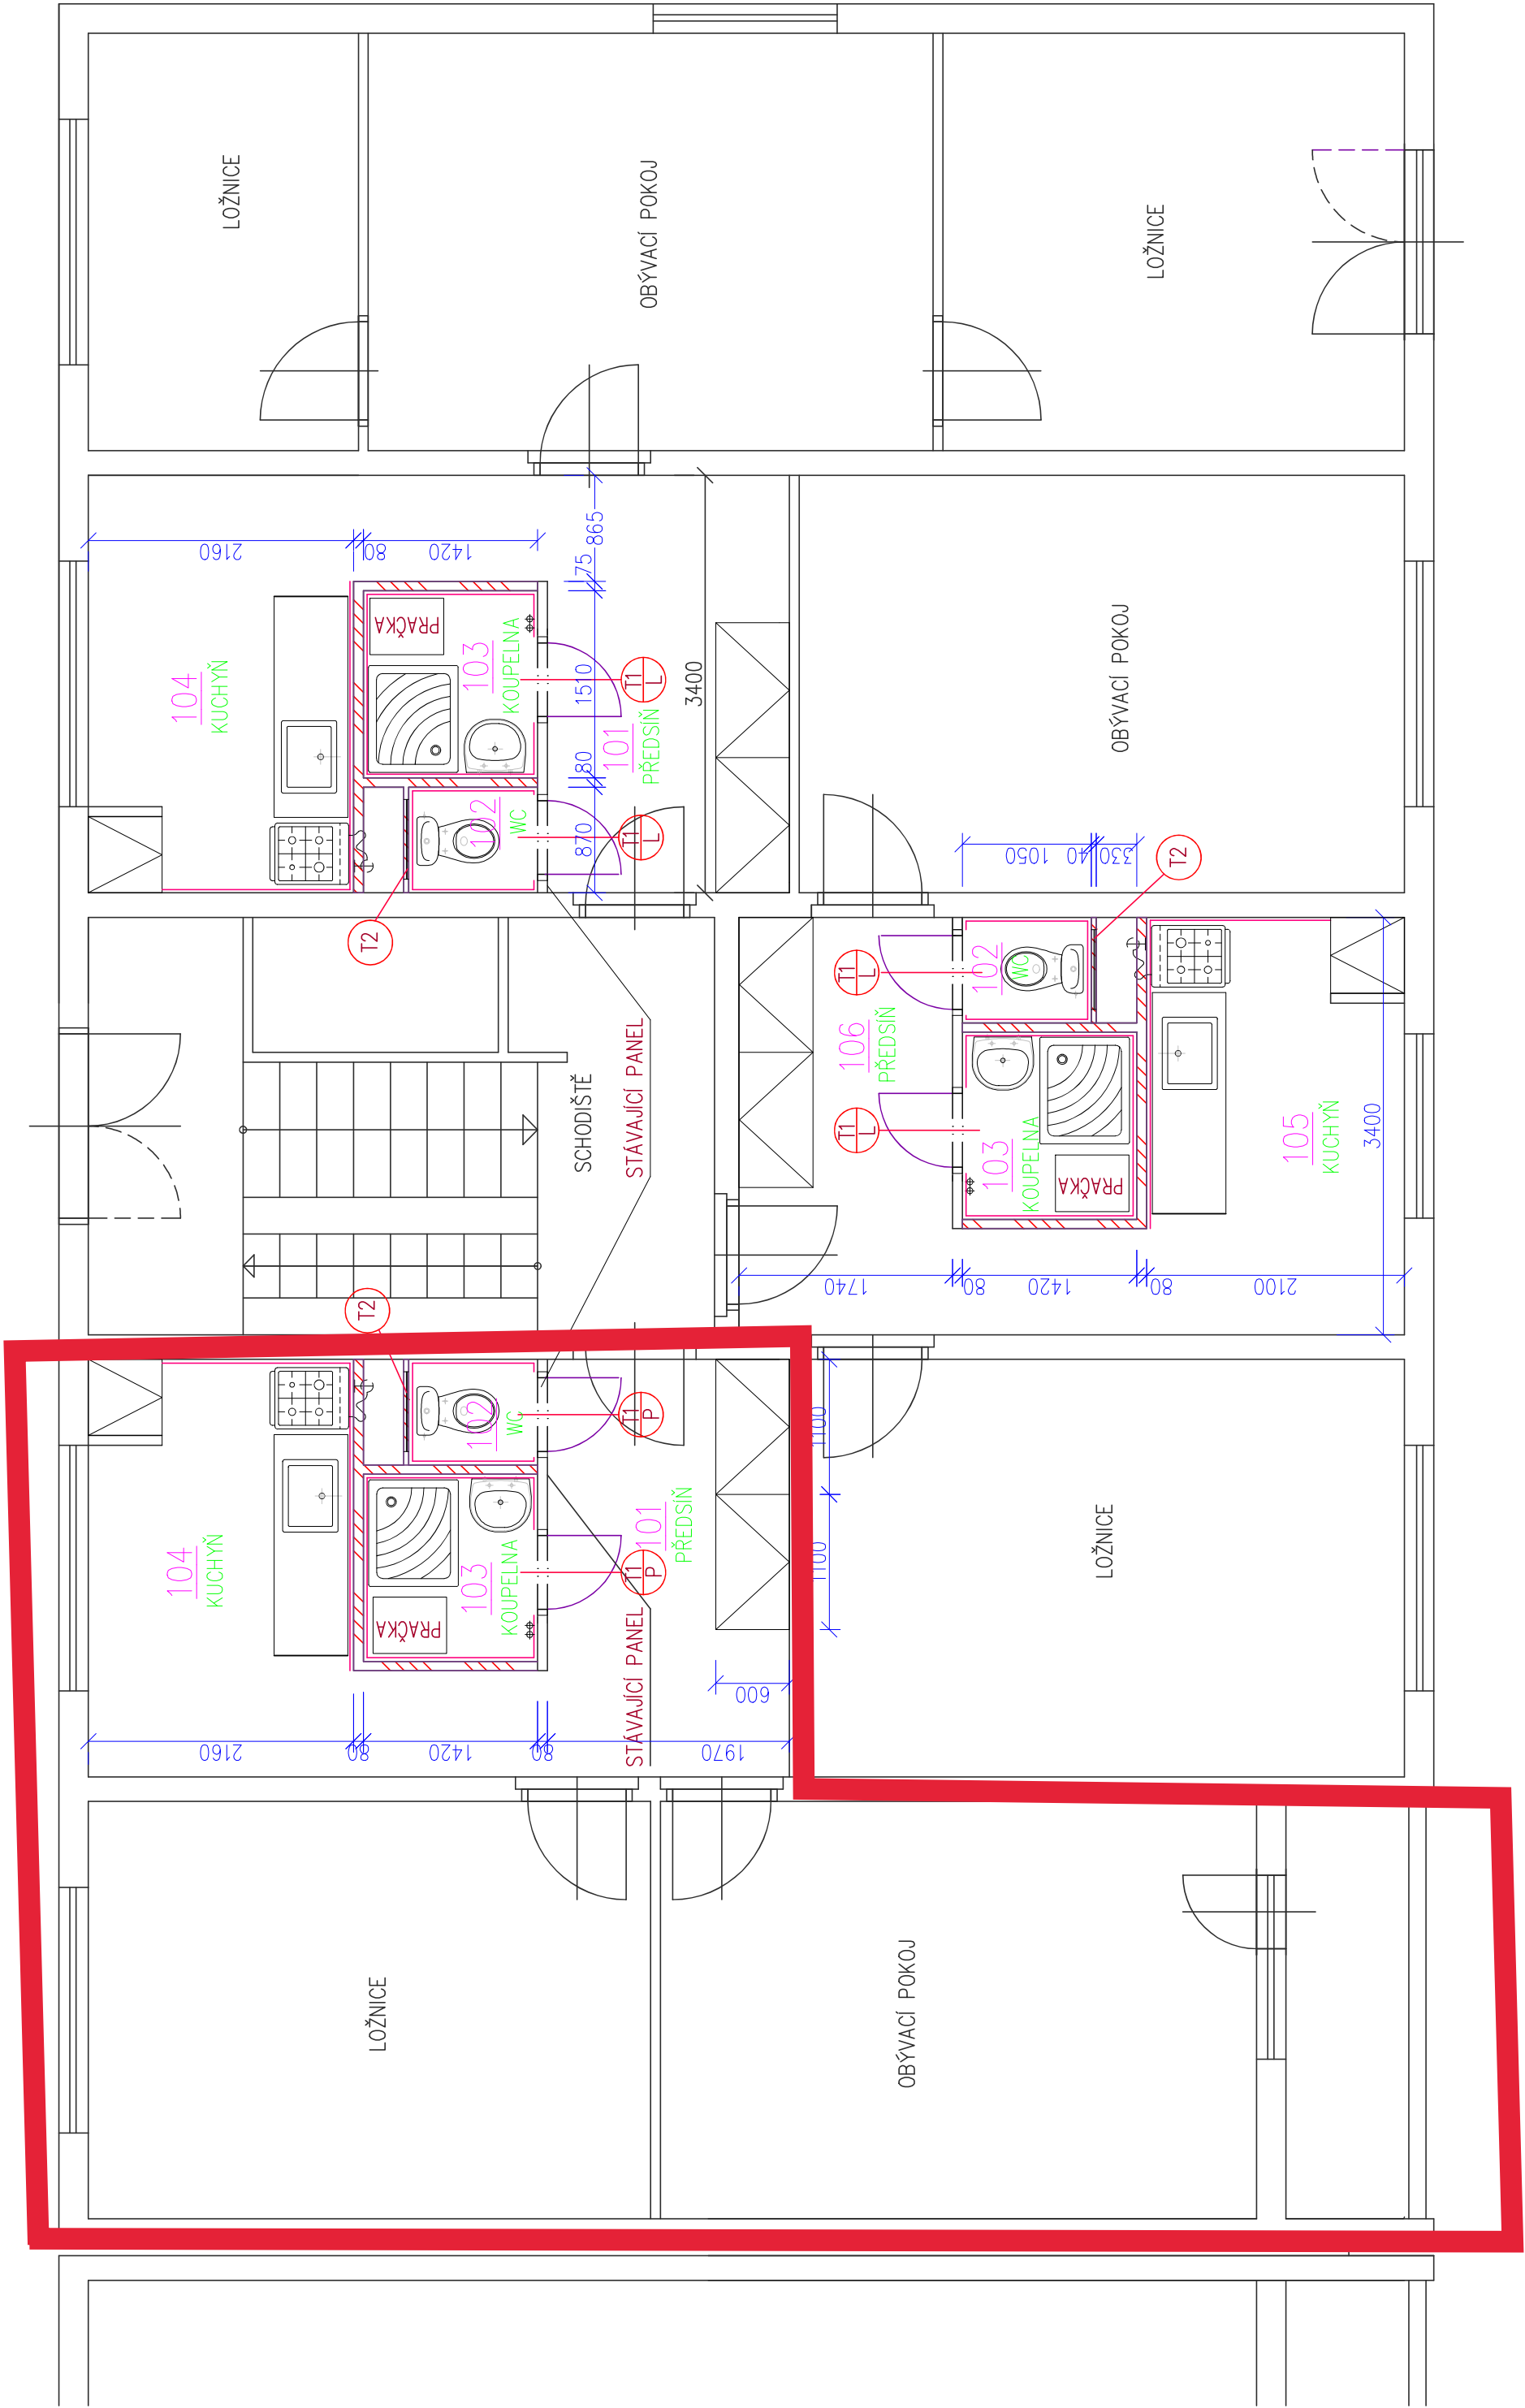 LOŽNICE
OBÝVACÍ POKOJ
LOŽNICE
2160
80
1420
75
865
104
KUCHYŇ
PRAČKA
103
KOUPELNA
1510
T1
L
3400
101
PŘEDSÍŇ
80
102
WC
870
T1
L
OBÝVACÍ POKOJ
T2
1050
40
330
T2
SCHODIŠTĚ
STÁVAJÍCÍ PANEL
T1
L
102
WC
106
PŘEDSÍŇ
T1
L
103
KOUPELNA
PRAČKA
105
KUCHYŇ
3400
1740
80
1420
80
2100
T2
102
WC
T1
P
1100
104
KUCHYŇ
103
KOUPELNA
PRAČKA
101
PŘEDSÍŇ
T1
P
1100
LOŽNICE
STÁVAJÍCÍ PANEL
600
2160
80
1420
80
1970
LOŽNICE
OBÝVACÍ POKOJ